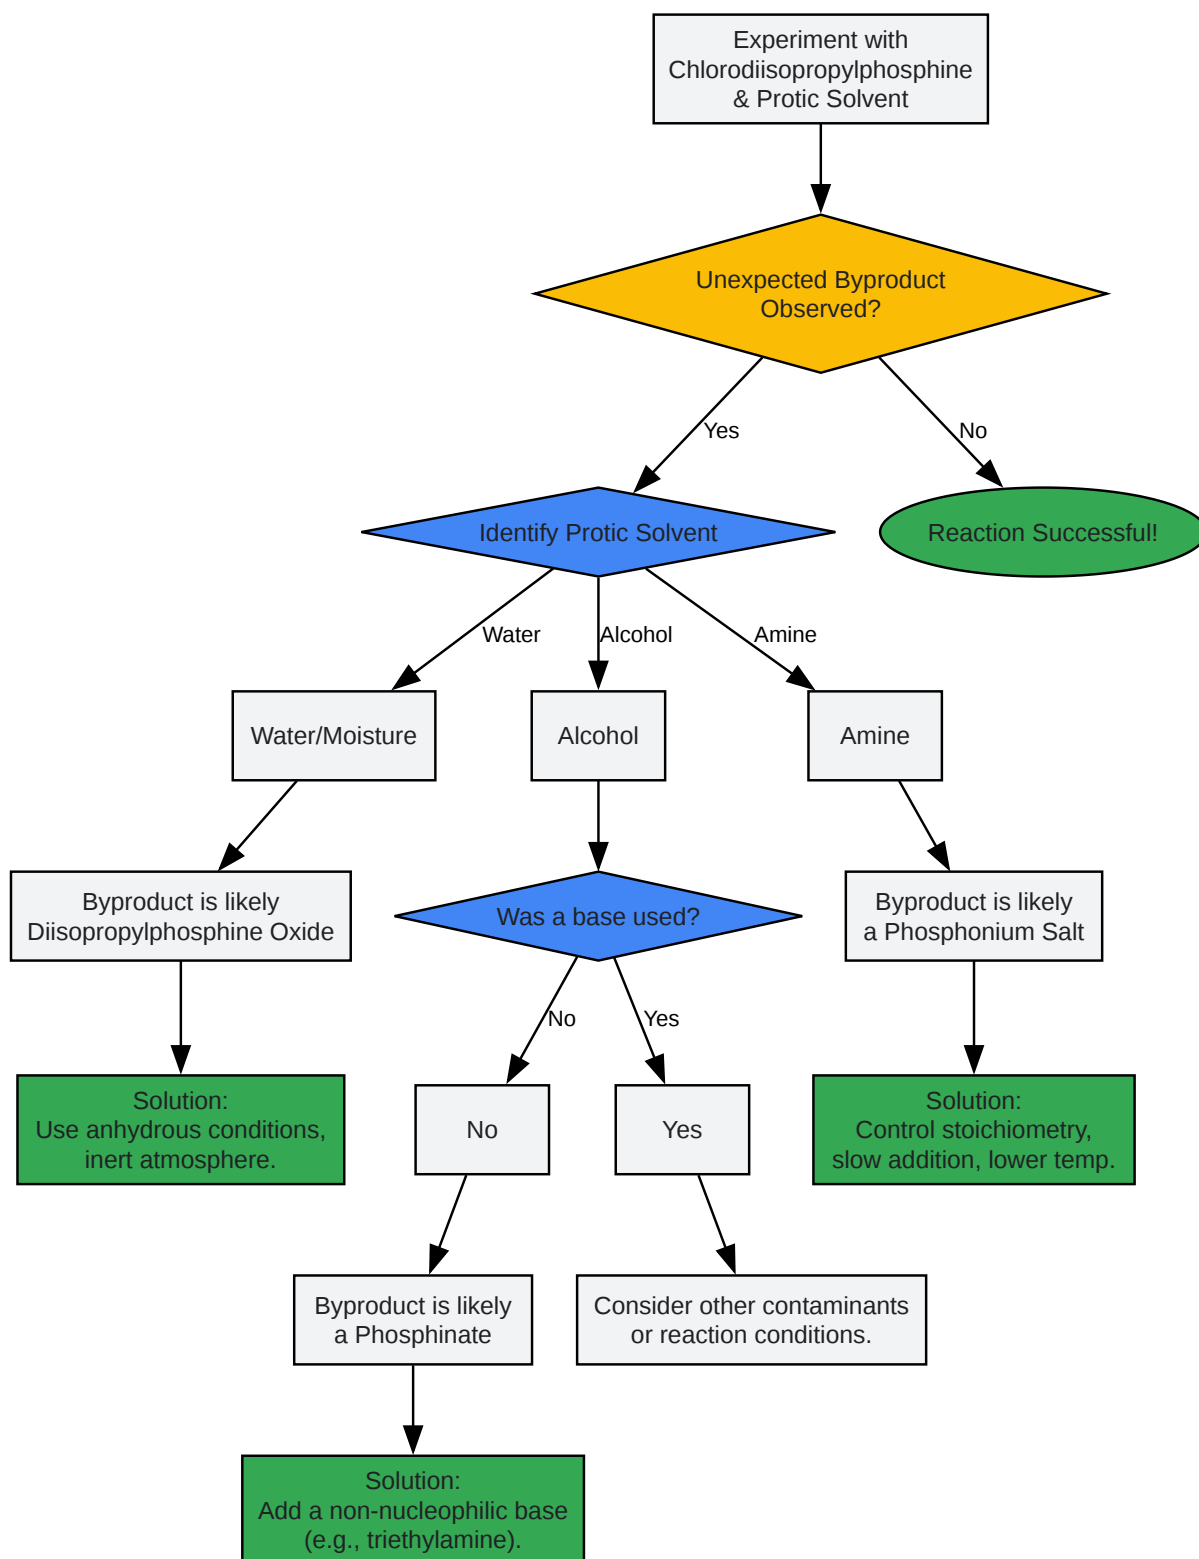 Experiment with
Chlorodiisopropylphosphine
& Protic Solvent
Unexpected Byproduct
Observed?
Yes
No
Identify Protic Solvent
Reaction Successful!
Water
Alcohol
Amine
Water/Moisture
Alcohol
Amine
Byproduct is likely
Diisopropylphosphine Oxide
Was a base used?
Byproduct is likely
a Phosphonium Salt
No
Yes
Solution:
Use anhydrous conditions,
inert atmosphere.
No
Yes
Solution:
Control stoichiometry,
slow addition, lower temp.
Byproduct is likely
a Phosphinate
Consider other contaminants
or reaction conditions.
Solution:
Add a non-nucleophilic base
(e.g., triethylamine).